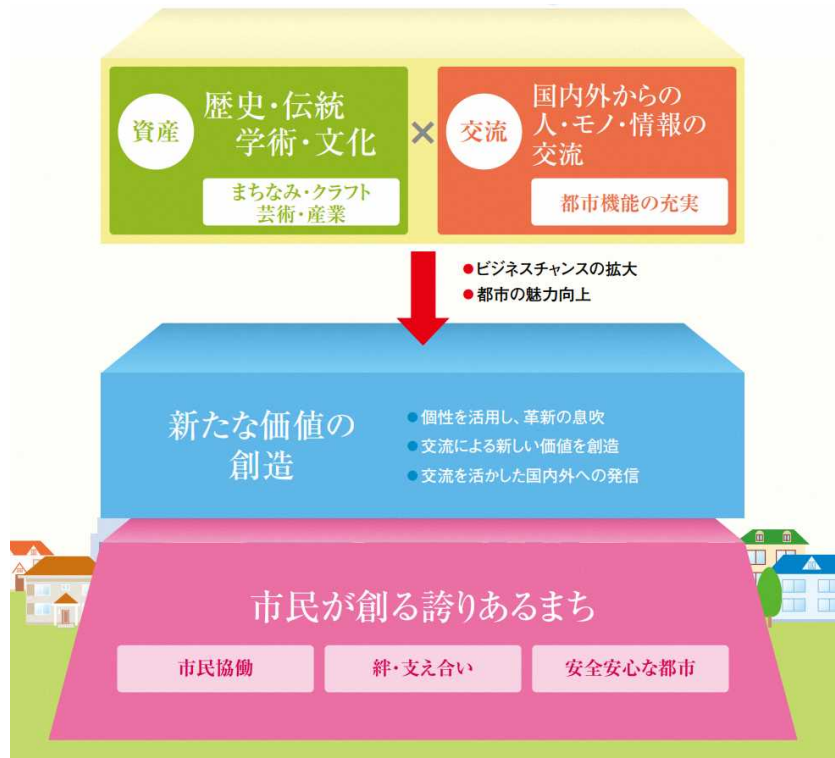 資産
歴史・伝統
学術・文化
まちなみ・クラフト
芸術・産業
×
交流
国内外からの
人・モノ・情報の
交流
都市機能の充実
●ビジネスチャンスの拡大
●都市の魅力向上
新たな価値の
創造
●個性を活用し、革新の息吹
●交流による新しい価値を創造
●交流を活かした国内外への発信
市民が創る誇りあるまち
市民協働
絆・支え合い
安全安心な都市